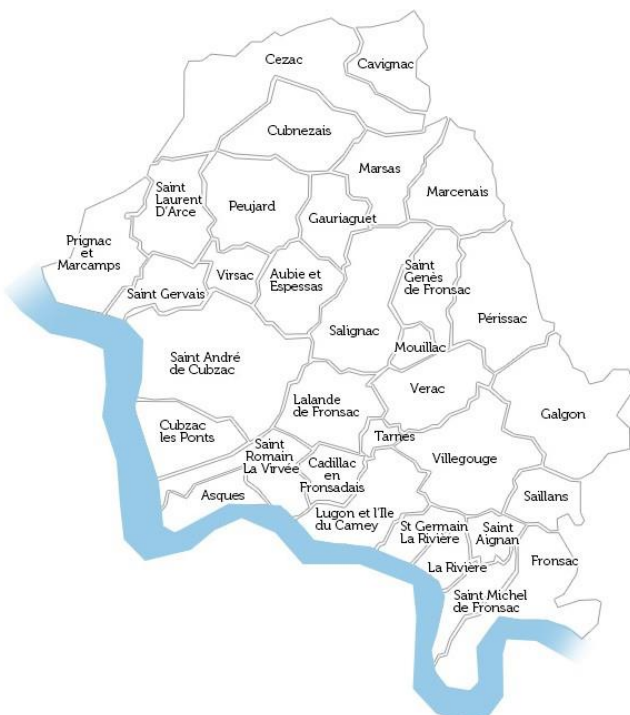 Cezac
Cavignac
Cubnezais
Marsas
Marcenais
Saint
Laurent
D'Arce
Peujard
Gauriaguet
Prignac
et
Marcamps
Virsac
Aubie et
Espessas
Saint
Genès
de Fronsac
Saint Gervais
Salignac
Périssac
Mouillac
Saint André
de Cubzac
Verac
Lalande
de Fronsac
Galgon
Cubzac
les Ponts
Tarnès
Saint
Romain
La Virvée
Cadillac
en
Fronsadais
Villegouge
Asques
Saillans
Lugon et l'Ile
du Carney
St Germain
La Rivière
Saint
Aignan
Fronsac
La Rivière
Saint Michel
de Fronsac